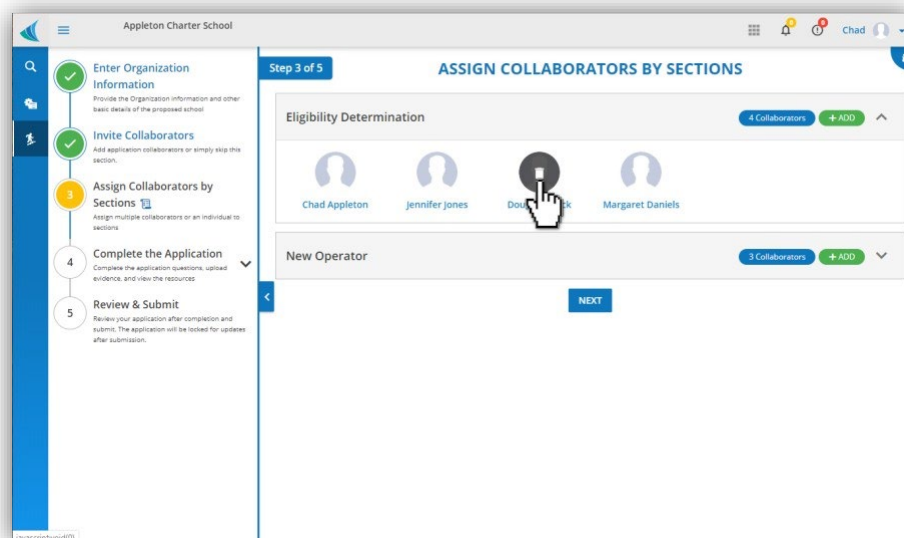 Appleton Charter School
Chad
Enter Organization
Information
Provide the Organization information and other
basic details of the proposed school
Invite Collaborators
Add application collaborators or simply skip this
section.
3
Assign Collaborators by
Sections
Assign multiple collaborators or an individual to
sections
4
Complete the Application
Complete the application questions, upload
evidence, and view the resources
5
Review & Submit
Review your application after completion and
submit. The application will be locked for updates
after submission.
Step 3 of 5
ASSIGN COLLABORATORS BY SECTIONS
Eligibility Determination
4 Collaborators
+ ADD
Chad Appleton
Jennifer Jones
Margaret Daniels
New Operator
3 Collaborators
+ ADD
NEXT